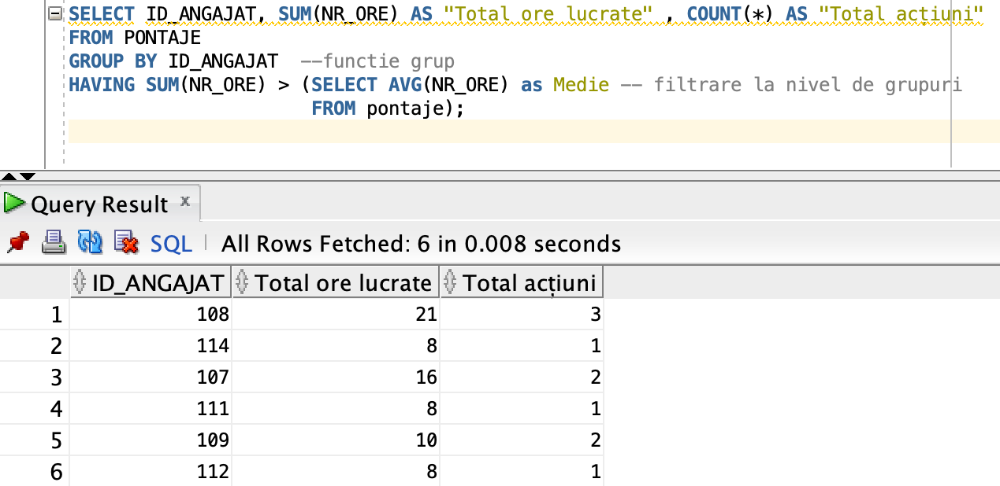 SELECT ID_ANGAJAT, SUM(NR_ORE) AS "Total ore lucrate" , COUNT(*) AS "Total acțiuni"
FROM PONTAJE
GROUP BY ID_ANGAJAT  --functie grup
HAVING SUM(NR_ORE) > (SELECT AVG(NR_ORE) as Medie -- filtrare la nivel de grupuri
FROM pontaje);
Query Result x
SQL | All Rows Fetched: 6 in 0.008 seconds
ID_ANGAJAT Total ore lucrate Total acțiuni
1 108 21 3
2 114 8 1
3 107 16 2
4 111 8 1
5 109 10 2
6 112 8 1